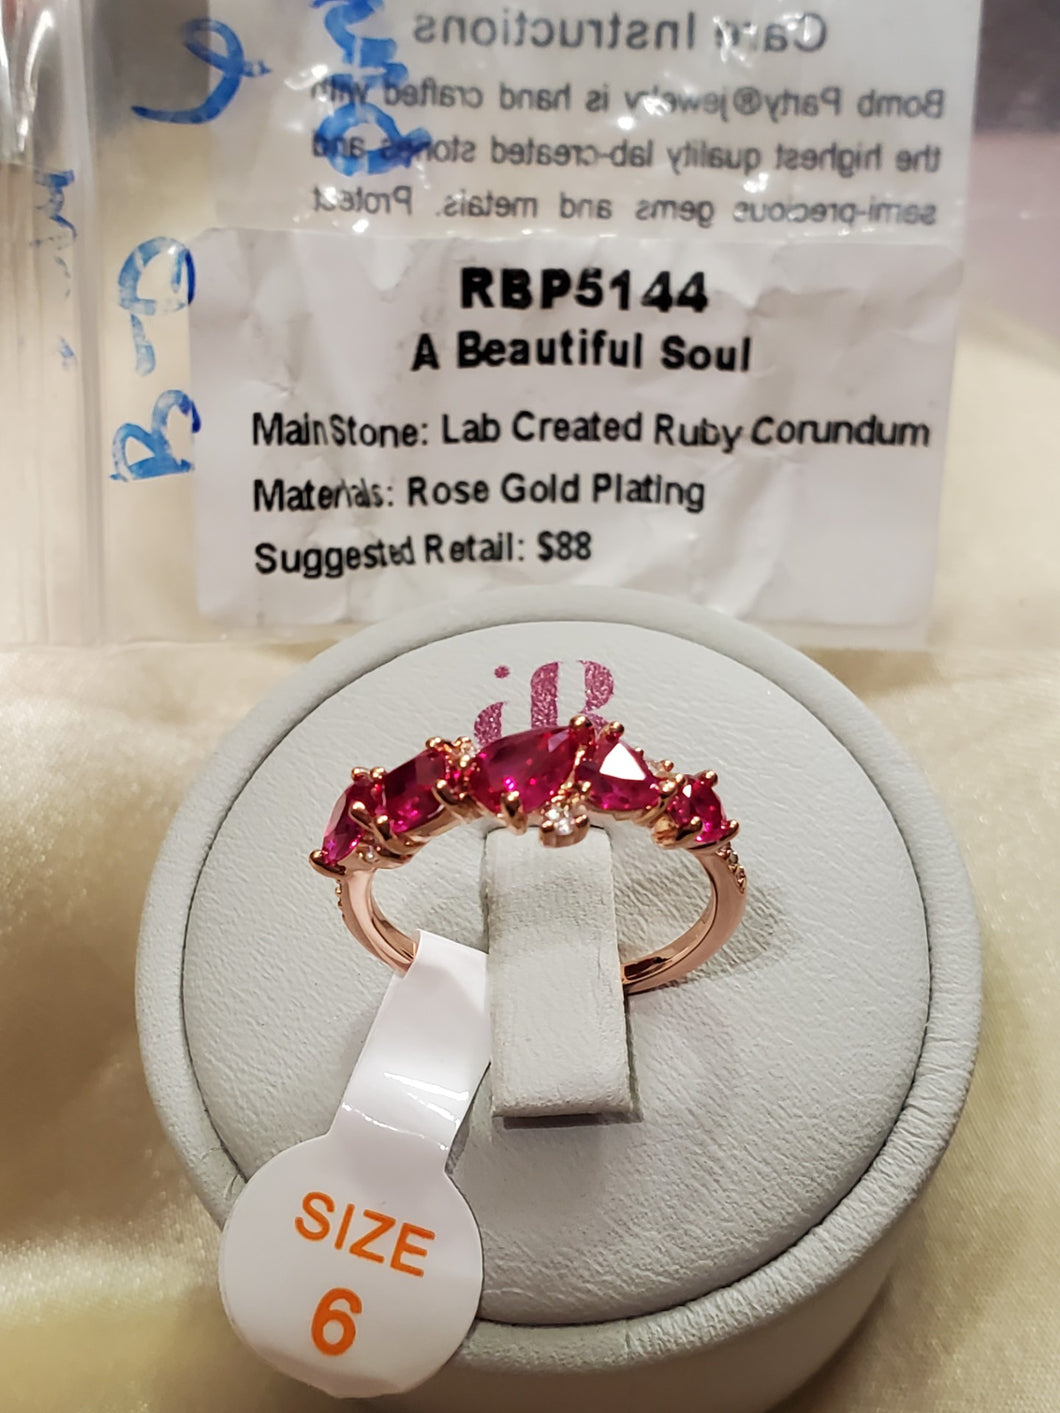 Care Instructions
Bomb Party® jewelry is hand crafted with
the highest quality lab-created stones and
semi-precious gems and metals. Protect
RBP5144
A Beautiful Soul
Main Stone: Lab Created Ruby Corundum
Materials: Rose Gold Plating
Suggested Retail: $88
SIZE
6